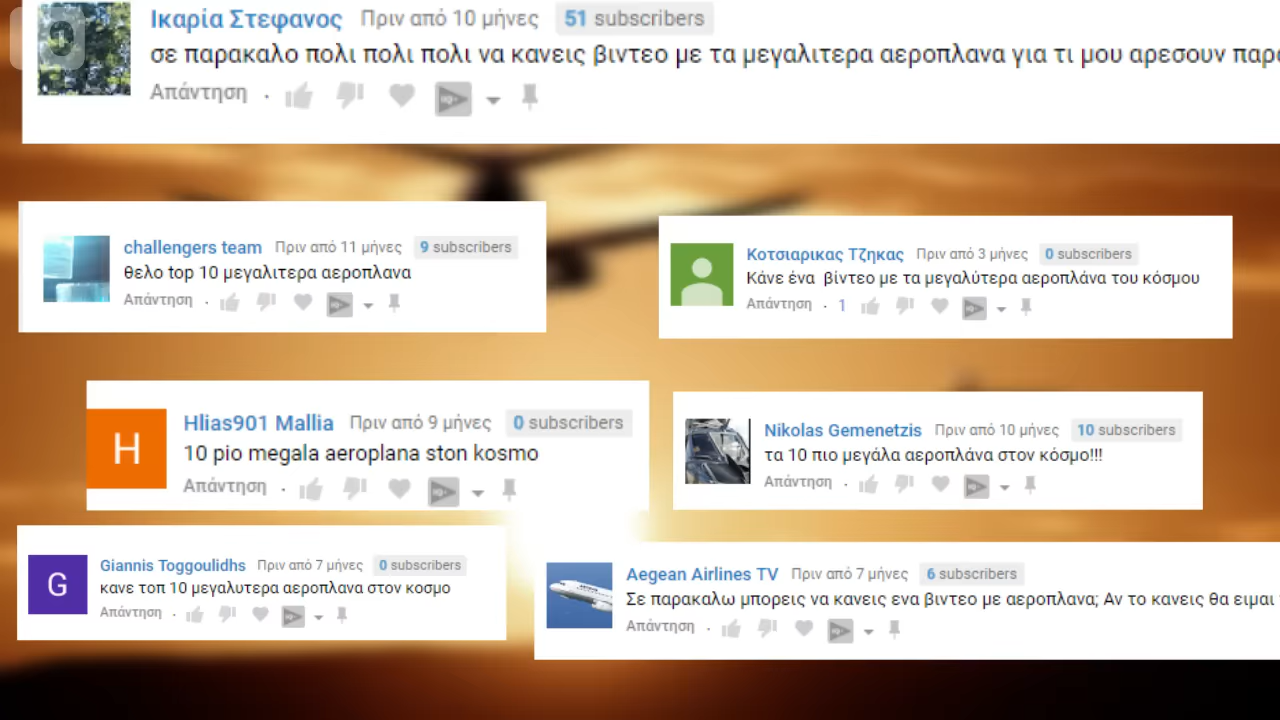 Ικαρία Στεφανος Πριν από 10 μήνες 51 subscribers
σε παρακαλο πολι πολι πολι να κανεις βιντεο με τα μεγαλιτερα αεροπλανα για τι μου αρεσουν
Απάντηση
challengers team Πριν από 11 μήνες 9 subscribers
θελο top 10 μεγαλιτερα αεροπλανα
Απάντηση
Κοτσιαρικας Τζηκας Πριν από 3 μήνες 0 subscribers
Κάνε ένα βίντεο με τα μεγαλύτερα αεροπλάνα του κόσμου
Απάντηση · 1
H
Hlias901 Mallia Πριν από 9 μήνες 0 subscribers
10 pio megala aeroplana ston kosmo
Απάντηση
Nikolas Gemenetzis Πριν από 10 μήνες 10 subscribers
τα 10 πιο μεγάλα αεροπλάνα στον κόσμο!!!
Απάντηση
G
Giannis Toggoulidhs Πριν από 7 μήνες 0 subscribers
κανε τοπ 10 μεγαλυτερα αεροπλανα στον κοσμο
Απάντηση
Aegean Airlines TV Πριν από 7 μήνες 6 subscribers
Σε παρακαλω μπορεις να κανεις ενα βιντεο με αεροπλανα; Αν το κανεις θα ειμαι
Απάντηση